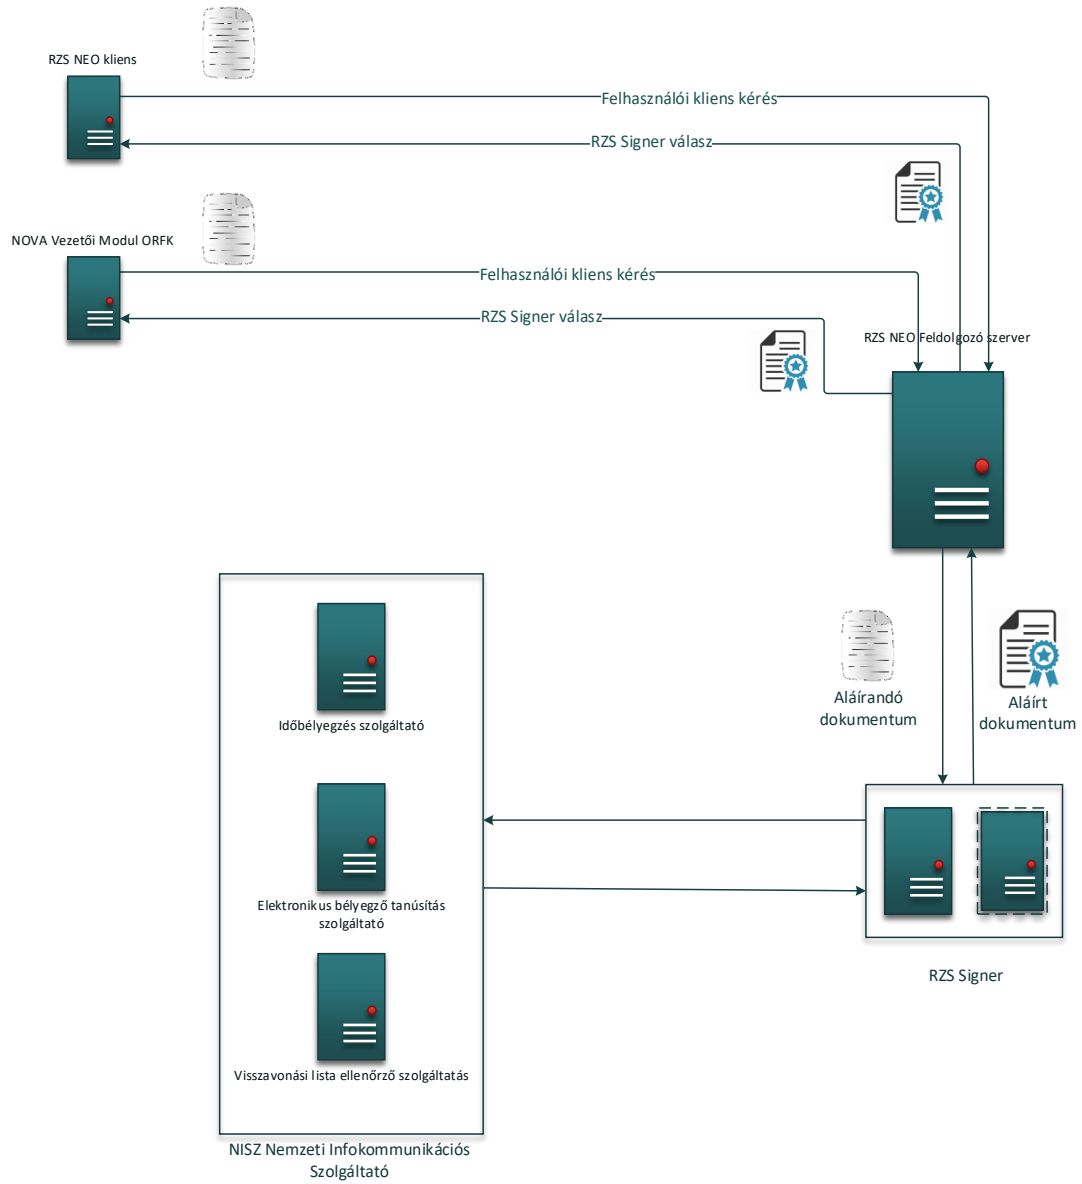 RZS NEO kliens
Felhasználói kliens kérés
RZS Signer válasz
NOVA Vezetői Modul ORFK
Felhasználói kliens kérés
RZS Signer válasz
RZS NEO Feldolgozó szerver
Aláírandó
dokumentum
Aláírt
dokumentum
Időbélyegzés szolgáltató
Elektronikus bélyegző tanúsítás
szolgáltató
Visszavonási lista ellenőrző szolgáltatás
RZS Signer
NISZ Nemzeti Infokommunikációs
Szolgáltató